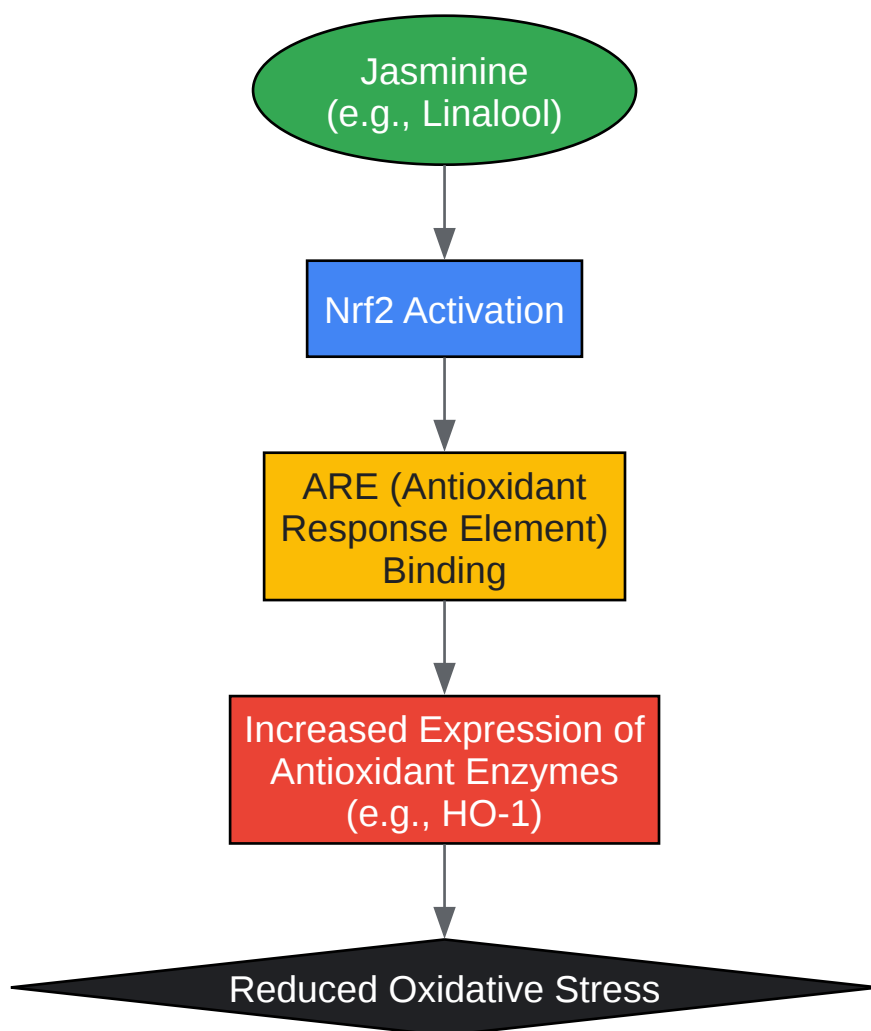 Jasminine
(e.g., Linalool)
Nrf2 Activation
ARE (Antioxidant
Response Element)
Binding
Increased Expression of
Antioxidant Enzymes
(e.g., HO-1)
Reduced Oxidative Stress